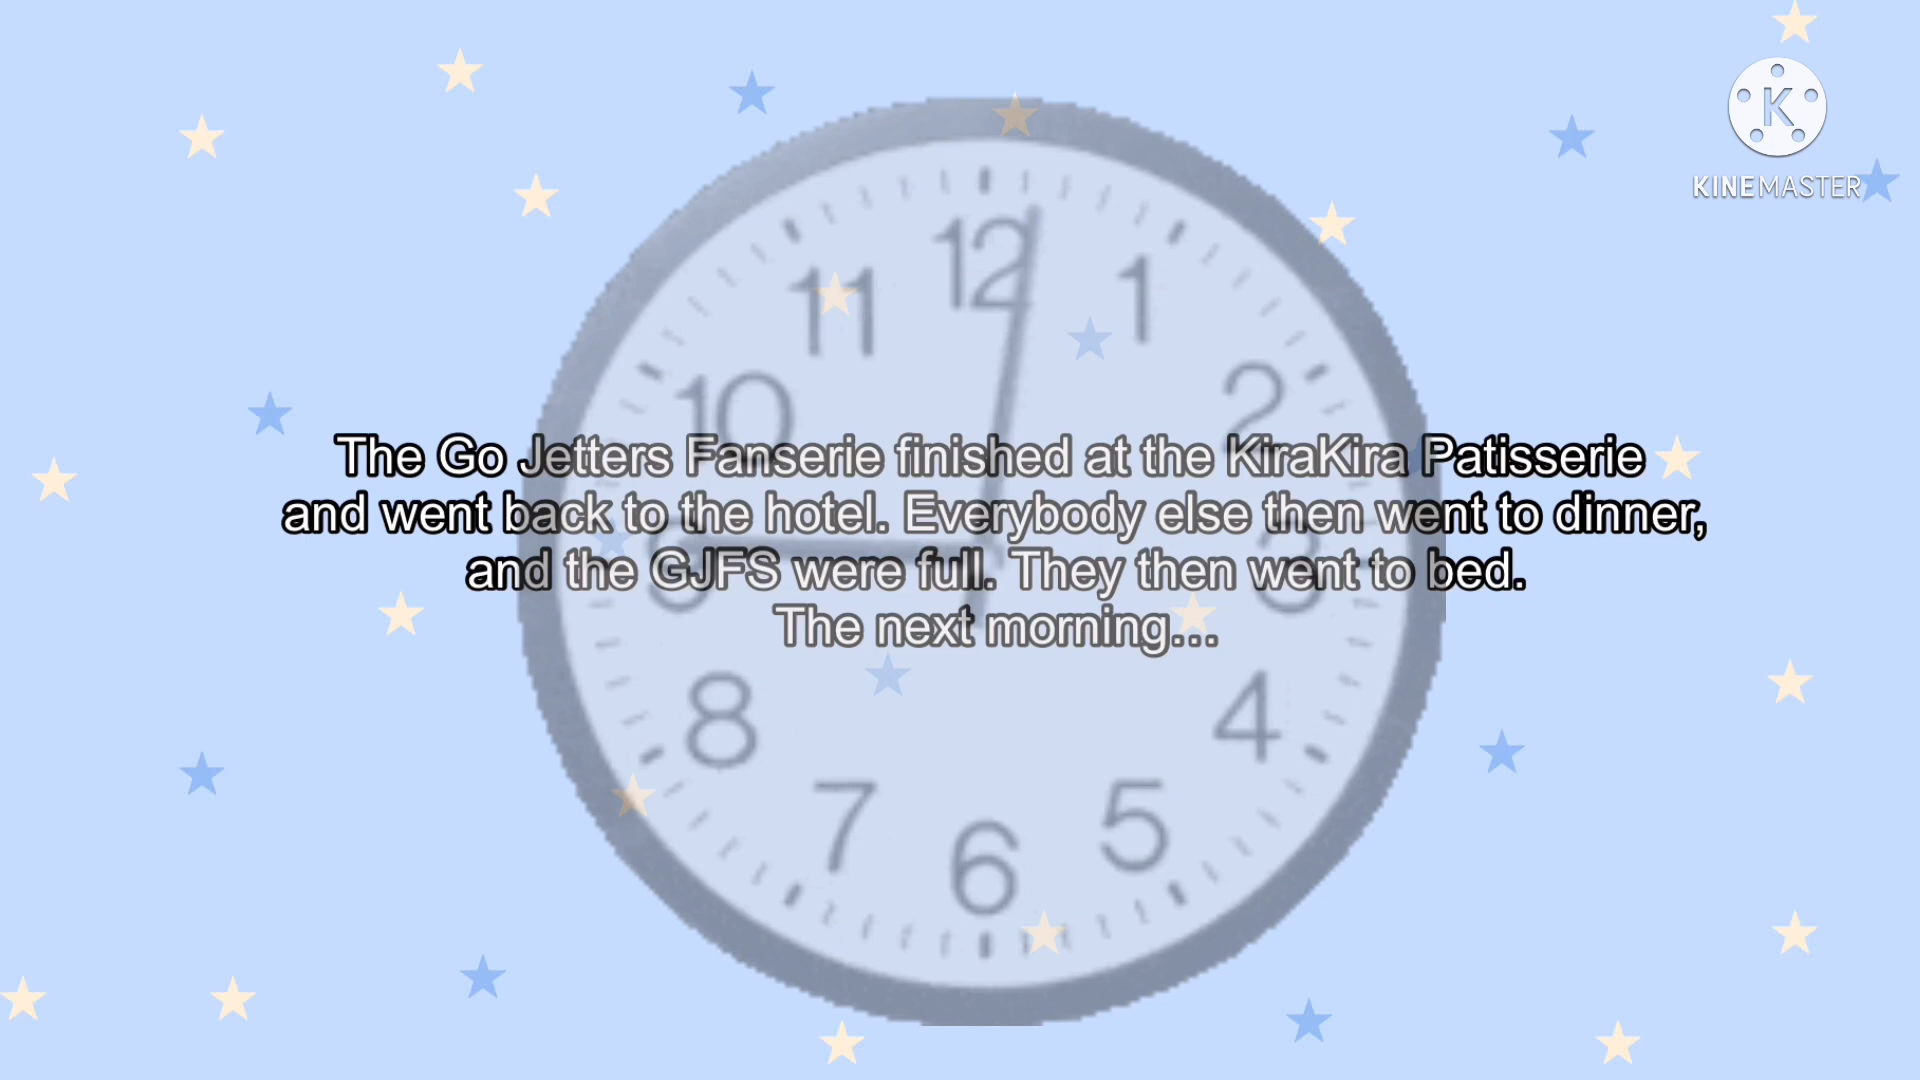 KINEMASTER
12
11
1
10
2
The Go Jetters Fanserie finished at the KiraKira Patisserie
and went back to the hotel. Everybody else then went to dinner,
and the GJFS were full. They then went to bed.
The next morning…
9
3
8
4
7
5
6